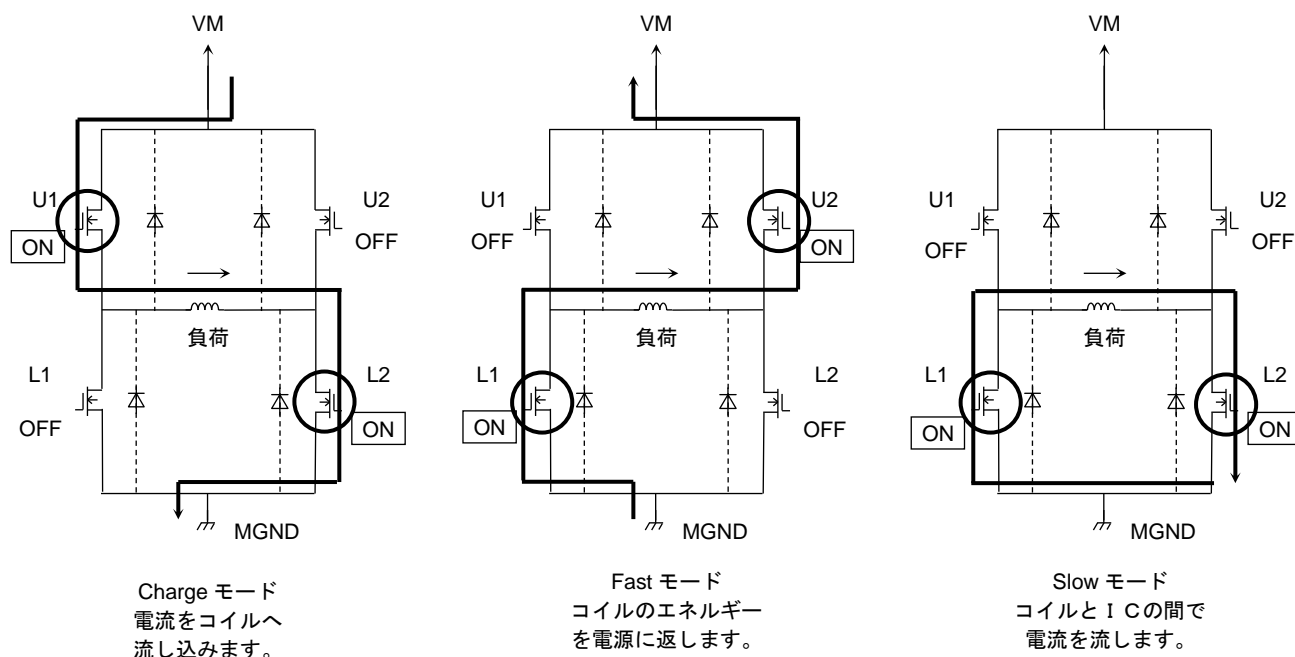 VM
U1
U2
ON
OFF
負荷
L1
L2
OFF
ON
MGND
Charge モード
電流をコイルへ
流し込みます。
VM
U1
U2
OFF
ON
負荷
L1
L2
ON
OFF
MGND
Fast モード
コイルのエネルギー
を電源に返します。
VM
U1
U2
OFF
OFF
負荷
L1
L2
ON
ON
MGND
Slow モード
コイルとＩＣの間で
電流を流します。